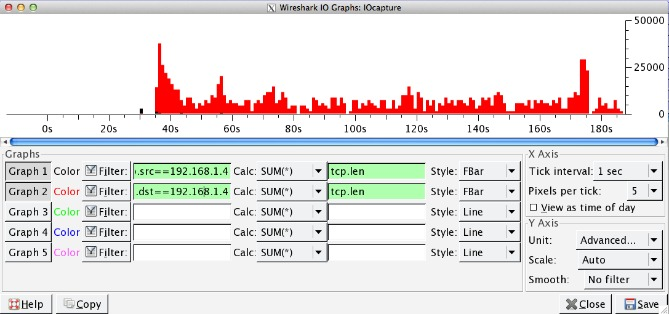 Wireshark IO Graphs: IOcapture
50000
25000
0
0s 20s 40s 60s 80s 100s 120s 140s 160s 180s
Graphs
Graph 1 Color Filter: .src==192.168.1.4 Calc: SUM(*) tcp.len Style: FBar
Graph 2 Color Filter: .dst==192.168.1.4 Calc: SUM(*) tcp.len Style: FBar
Graph 3 Color Filter: Calc: SUM(*) Style: Line
Graph 4 Color Filter: Calc: SUM(*) Style: Line
Graph 5 Color Filter: Calc: SUM(*) Style: Line
X Axis
Tick interval: 1 sec
Pixels per tick: 5
View as time of day
Y Axis
Unit: Advanced...
Scale: Auto
Smooth: No filter
Help Copy Close Save